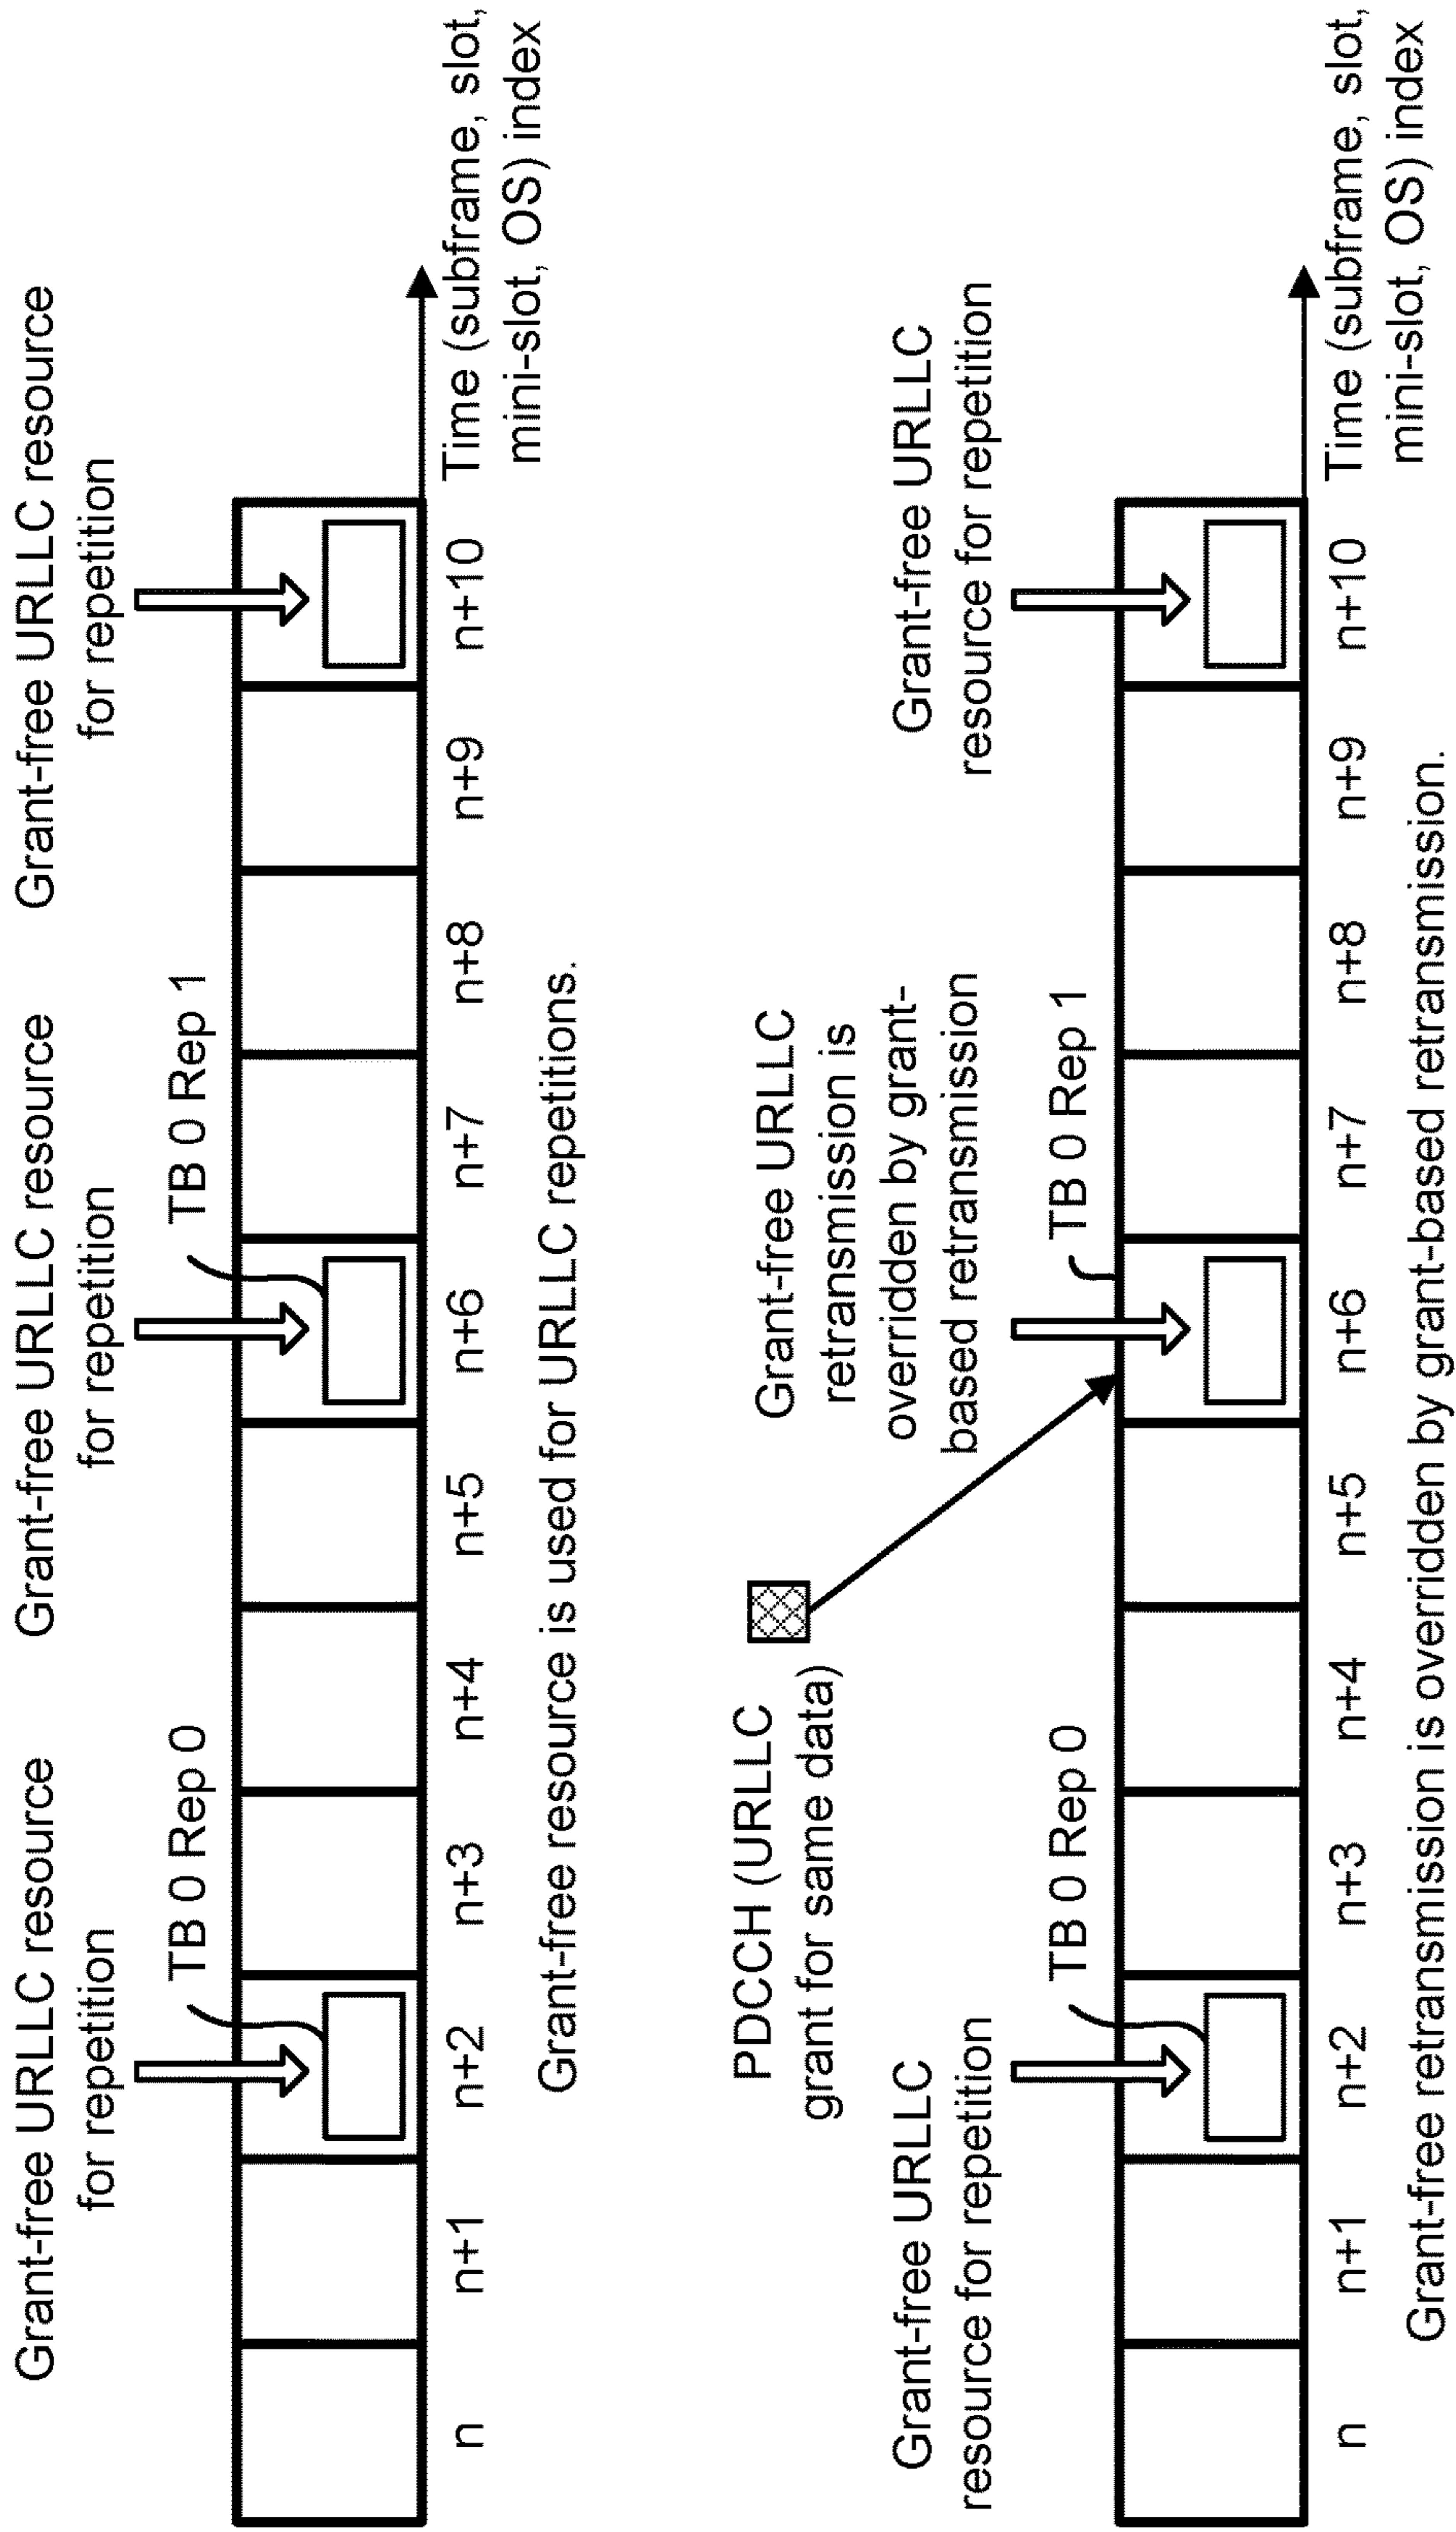 Grant-free URLLC resource
for repetition
Grant-free URLLC resource
for repetition
Grant-free URLLC resource
for repetition
TB 0 Rep 0
TB 0 Rep 1
n
n+1
n+2
n+3
n+4
n+5
n+6
n+7
n+8
n+9
n+10
Time (subframe, slot,
mini-slot, OS) index
Grant-free resource is used for URLLC repetitions.
PDCCH (URLLC
grant for same data)
Grant-free URLLC
resource for repetition
Grant-free URLLC
retransmission is
overridden by grant-
based retransmission
Grant-free URLLC
resource for repetition
TB 0 Rep 0
TB 0 Rep 1
n
n+1
n+2
n+3
n+4
n+5
n+6
n+7
n+8
n+9
n+10
Time (subframe, slot,
mini-slot, OS) index
Grant-free retransmission is overridden by grant-based retransmission.